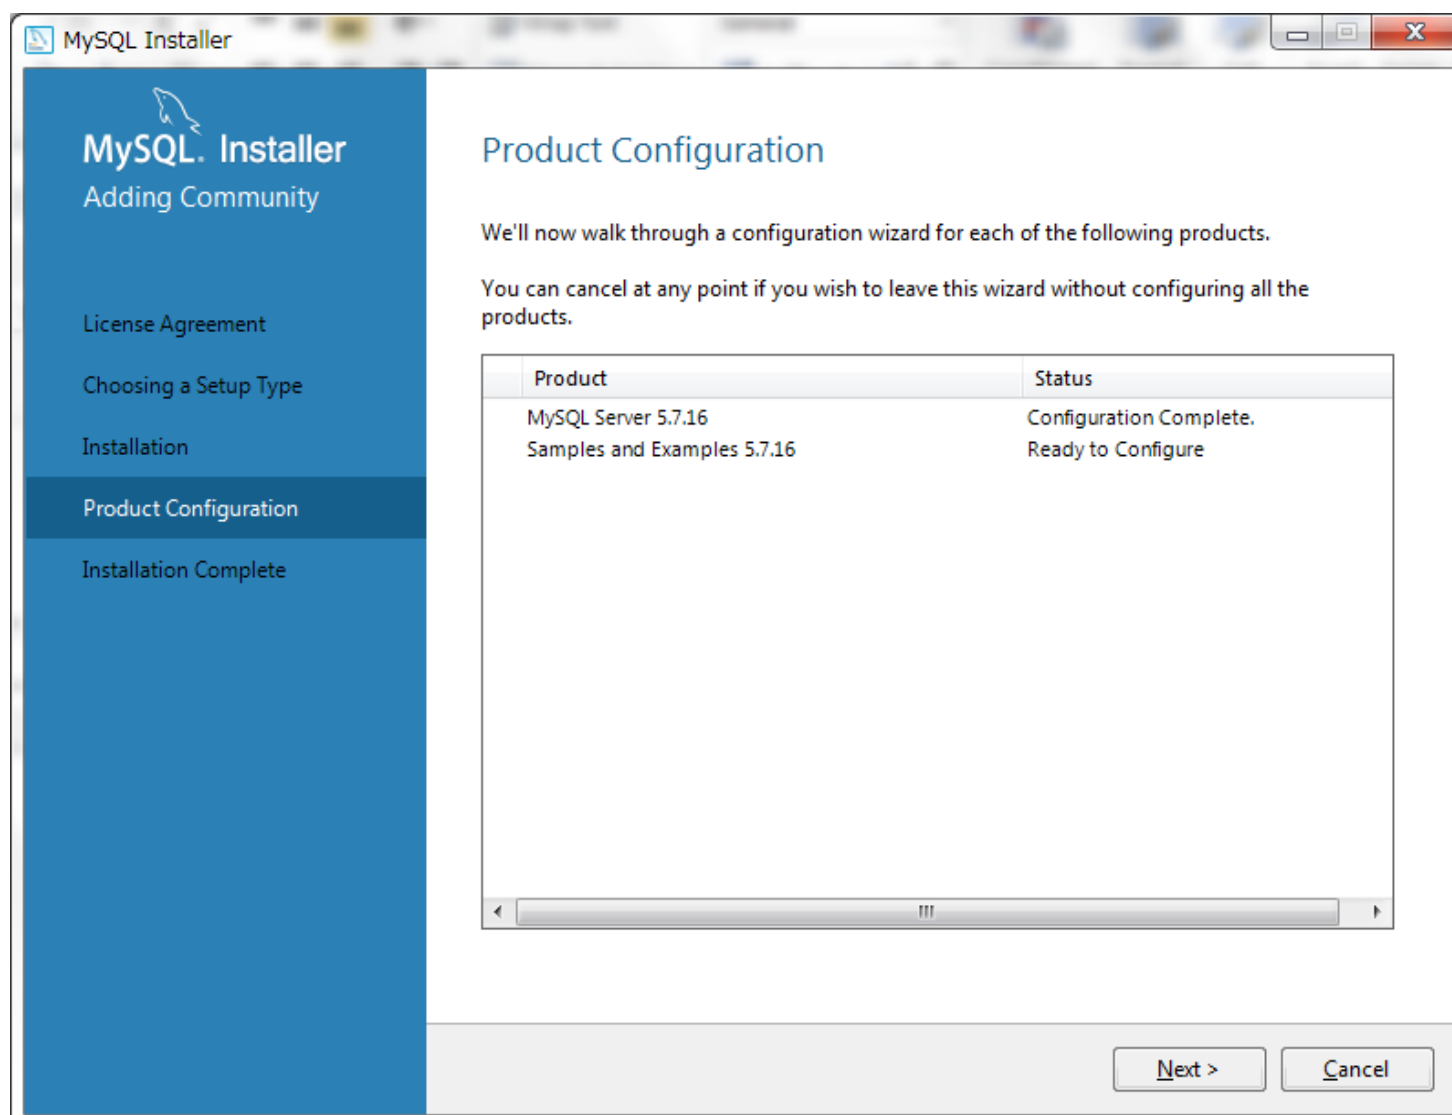 MySQL Installer
MySQL. Installer
Adding Community
License Agreement
Choosing a Setup Type
Installation
Product Configuration
Installation Complete
Product Configuration
We'll now walk through a configuration wizard for each of the following products.
You can cancel at any point if you wish to leave this wizard without configuring all the
products.
Product Status
MySQL Server 5.7.16 Configuration Complete.
Samples and Examples 5.7.16 Ready to Configure
Next > Cancel